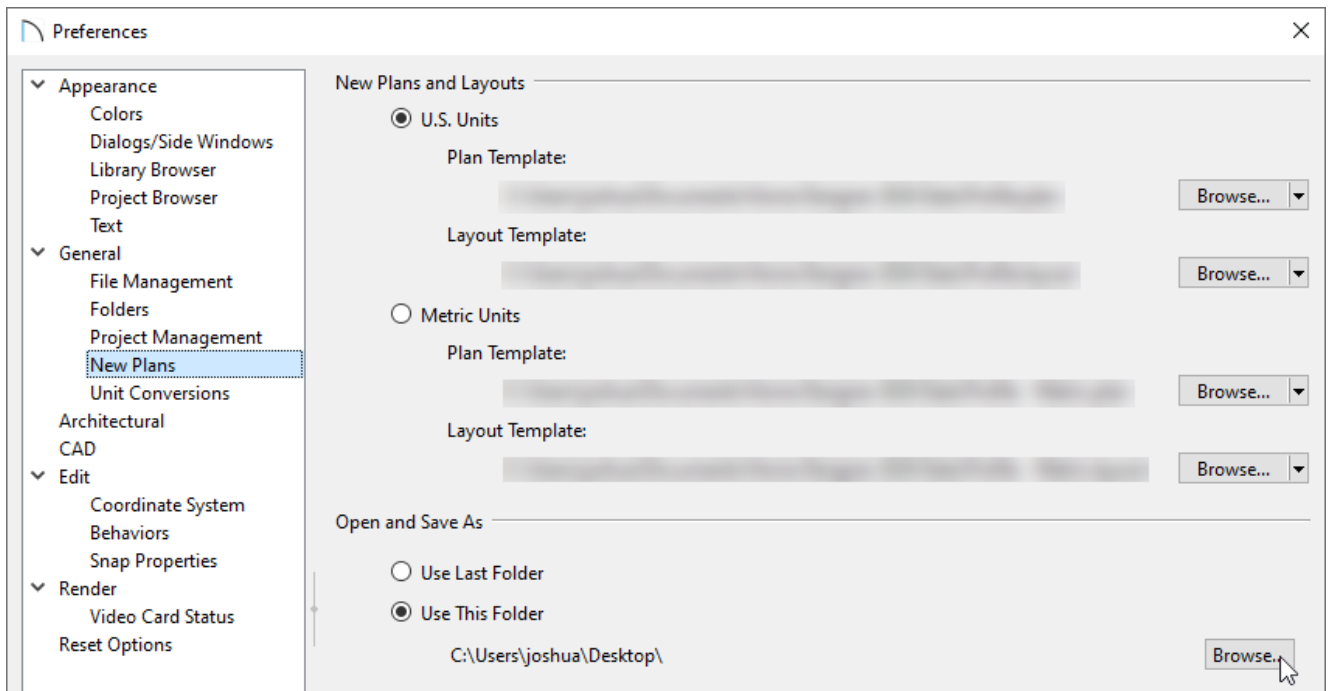 Preferences
Appearance
Colors
Dialogs/Side Windows
Library Browser
Project Browser
Text
General
File Management
Folders
Project Management
New Plans
Unit Conversions
Architectural
CAD
Edit
Coordinate System
Behaviors
Snap Properties
Render
Video Card Status
Reset Options
New Plans and Layouts
U.S. Units
Plan Template:
Browse...
Layout Template:
Browse...
Metric Units
Plan Template:
Browse...
Layout Template:
Browse...
Open and Save As
Use Last Folder
Use This Folder
C:\Users\joshua\Desktop\
Browse...